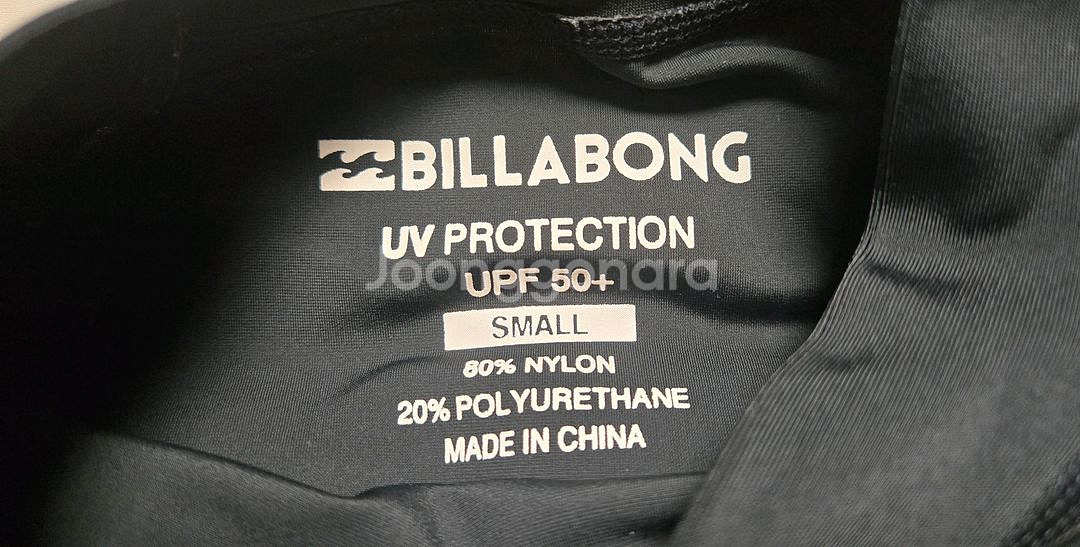 BILLABONG
UV PROTECTION
UPF 50+
Joonggonara
SMALL
80% NYLON
20% POLYURETHANE
MADE IN CHINA